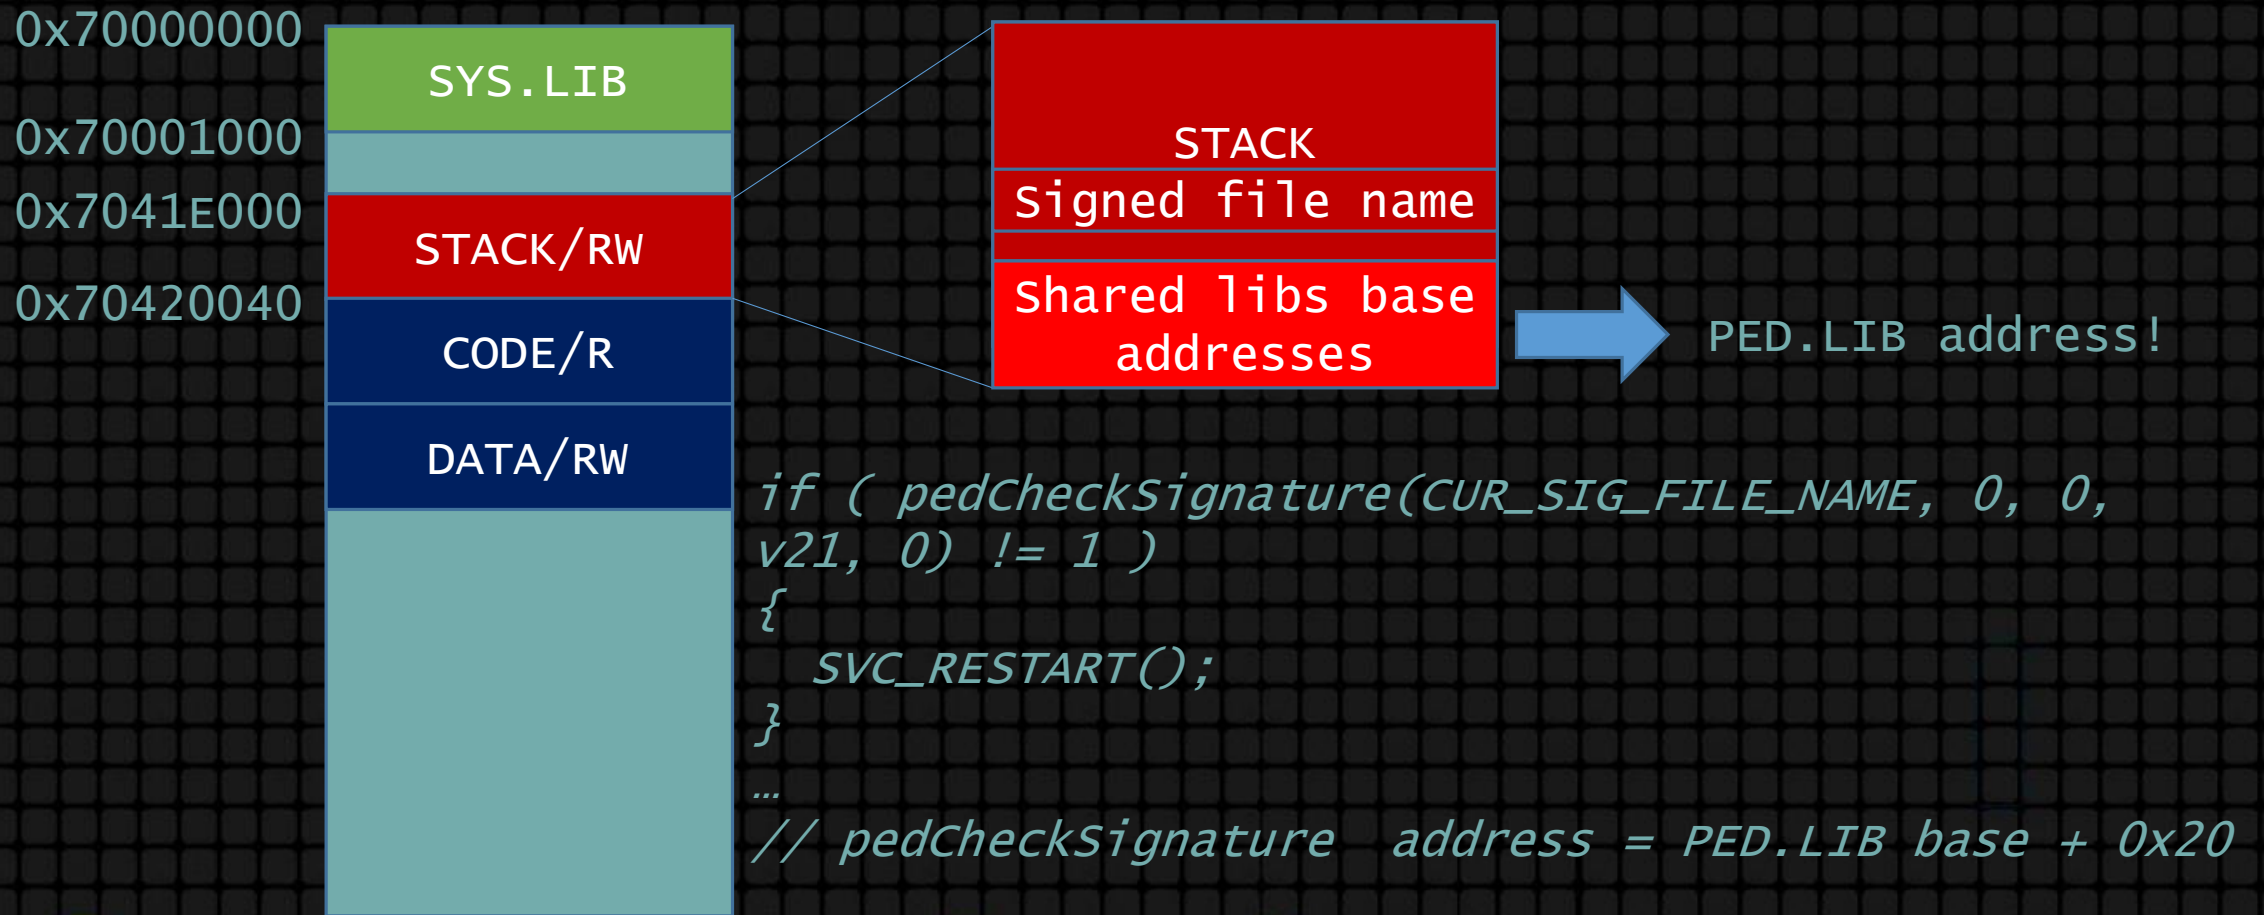 0x70000000
SYS.LIB
0x70001000
0x7041E000
STACK/RW
0x70420040
CODE/R
DATA/RW
STACK
Signed file name
Shared libs base
addresses
PED.LIB address!
if ( pedCheckSignature(CUR_SIG_FILE_NAME, 0, 0,
v21, 0) != 1 )
{
SVC_RESTART();
}
…
// pedCheckSignature  address = PED.LIB base + 0x20